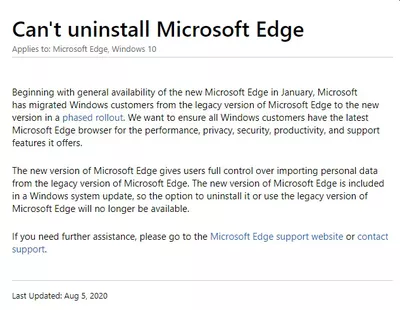 Can't uninstall Microsoft Edge
Applies to: Microsoft Edge, Windows 10
Beginning with general availability of the new Microsoft Edge in January, Microsoft
has migrated Windows customers from the legacy version of Microsoft Edge to the new
version in a phased rollout. We want to ensure all Windows customers have the latest
Microsoft Edge browser for the performance, privacy, security, productivity, and support
features it offers.
The new version of Microsoft Edge gives users full control over importing personal data
from the legacy version of Microsoft Edge. The new version of Microsoft Edge is included
in a Windows system update, so the option to uninstall it or use the legacy version of
Microsoft Edge will no longer be available.
If you need further assistance, please go to the Microsoft Edge support website or contact
support.
Last Updated: Aug 5, 2020